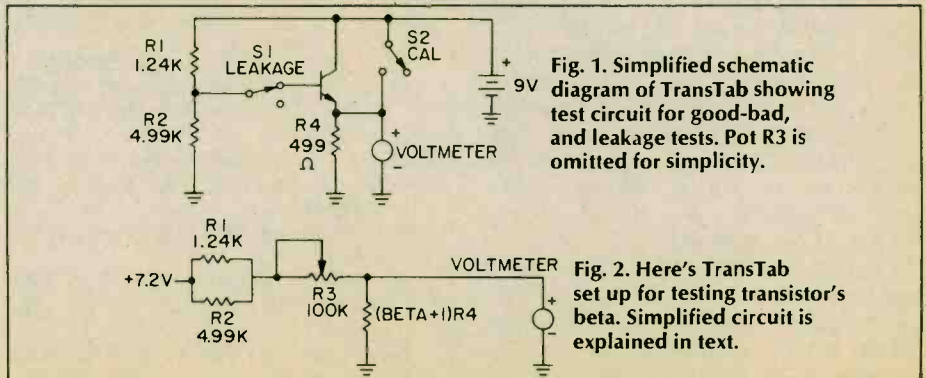 R1
1.24K
S1
LEAKAGE
S2
CAL
R2
4.99K
R4
499
Ω
+
9V
+
VOLTMETER
-
Fig. 1. Simplified schematic
diagram of TransTab showing
test circuit for good-bad,
and leakage tests. Pot R3 is
omitted for simplicity.
R1
1.24K
+7.2V
R2
4.99K
R3
100K
VOLTMETER
(BETA+1)R4
+
-
Fig. 2. Here's TransTab
set up for testing transistor's
beta. Simplified circuit is
explained in text.